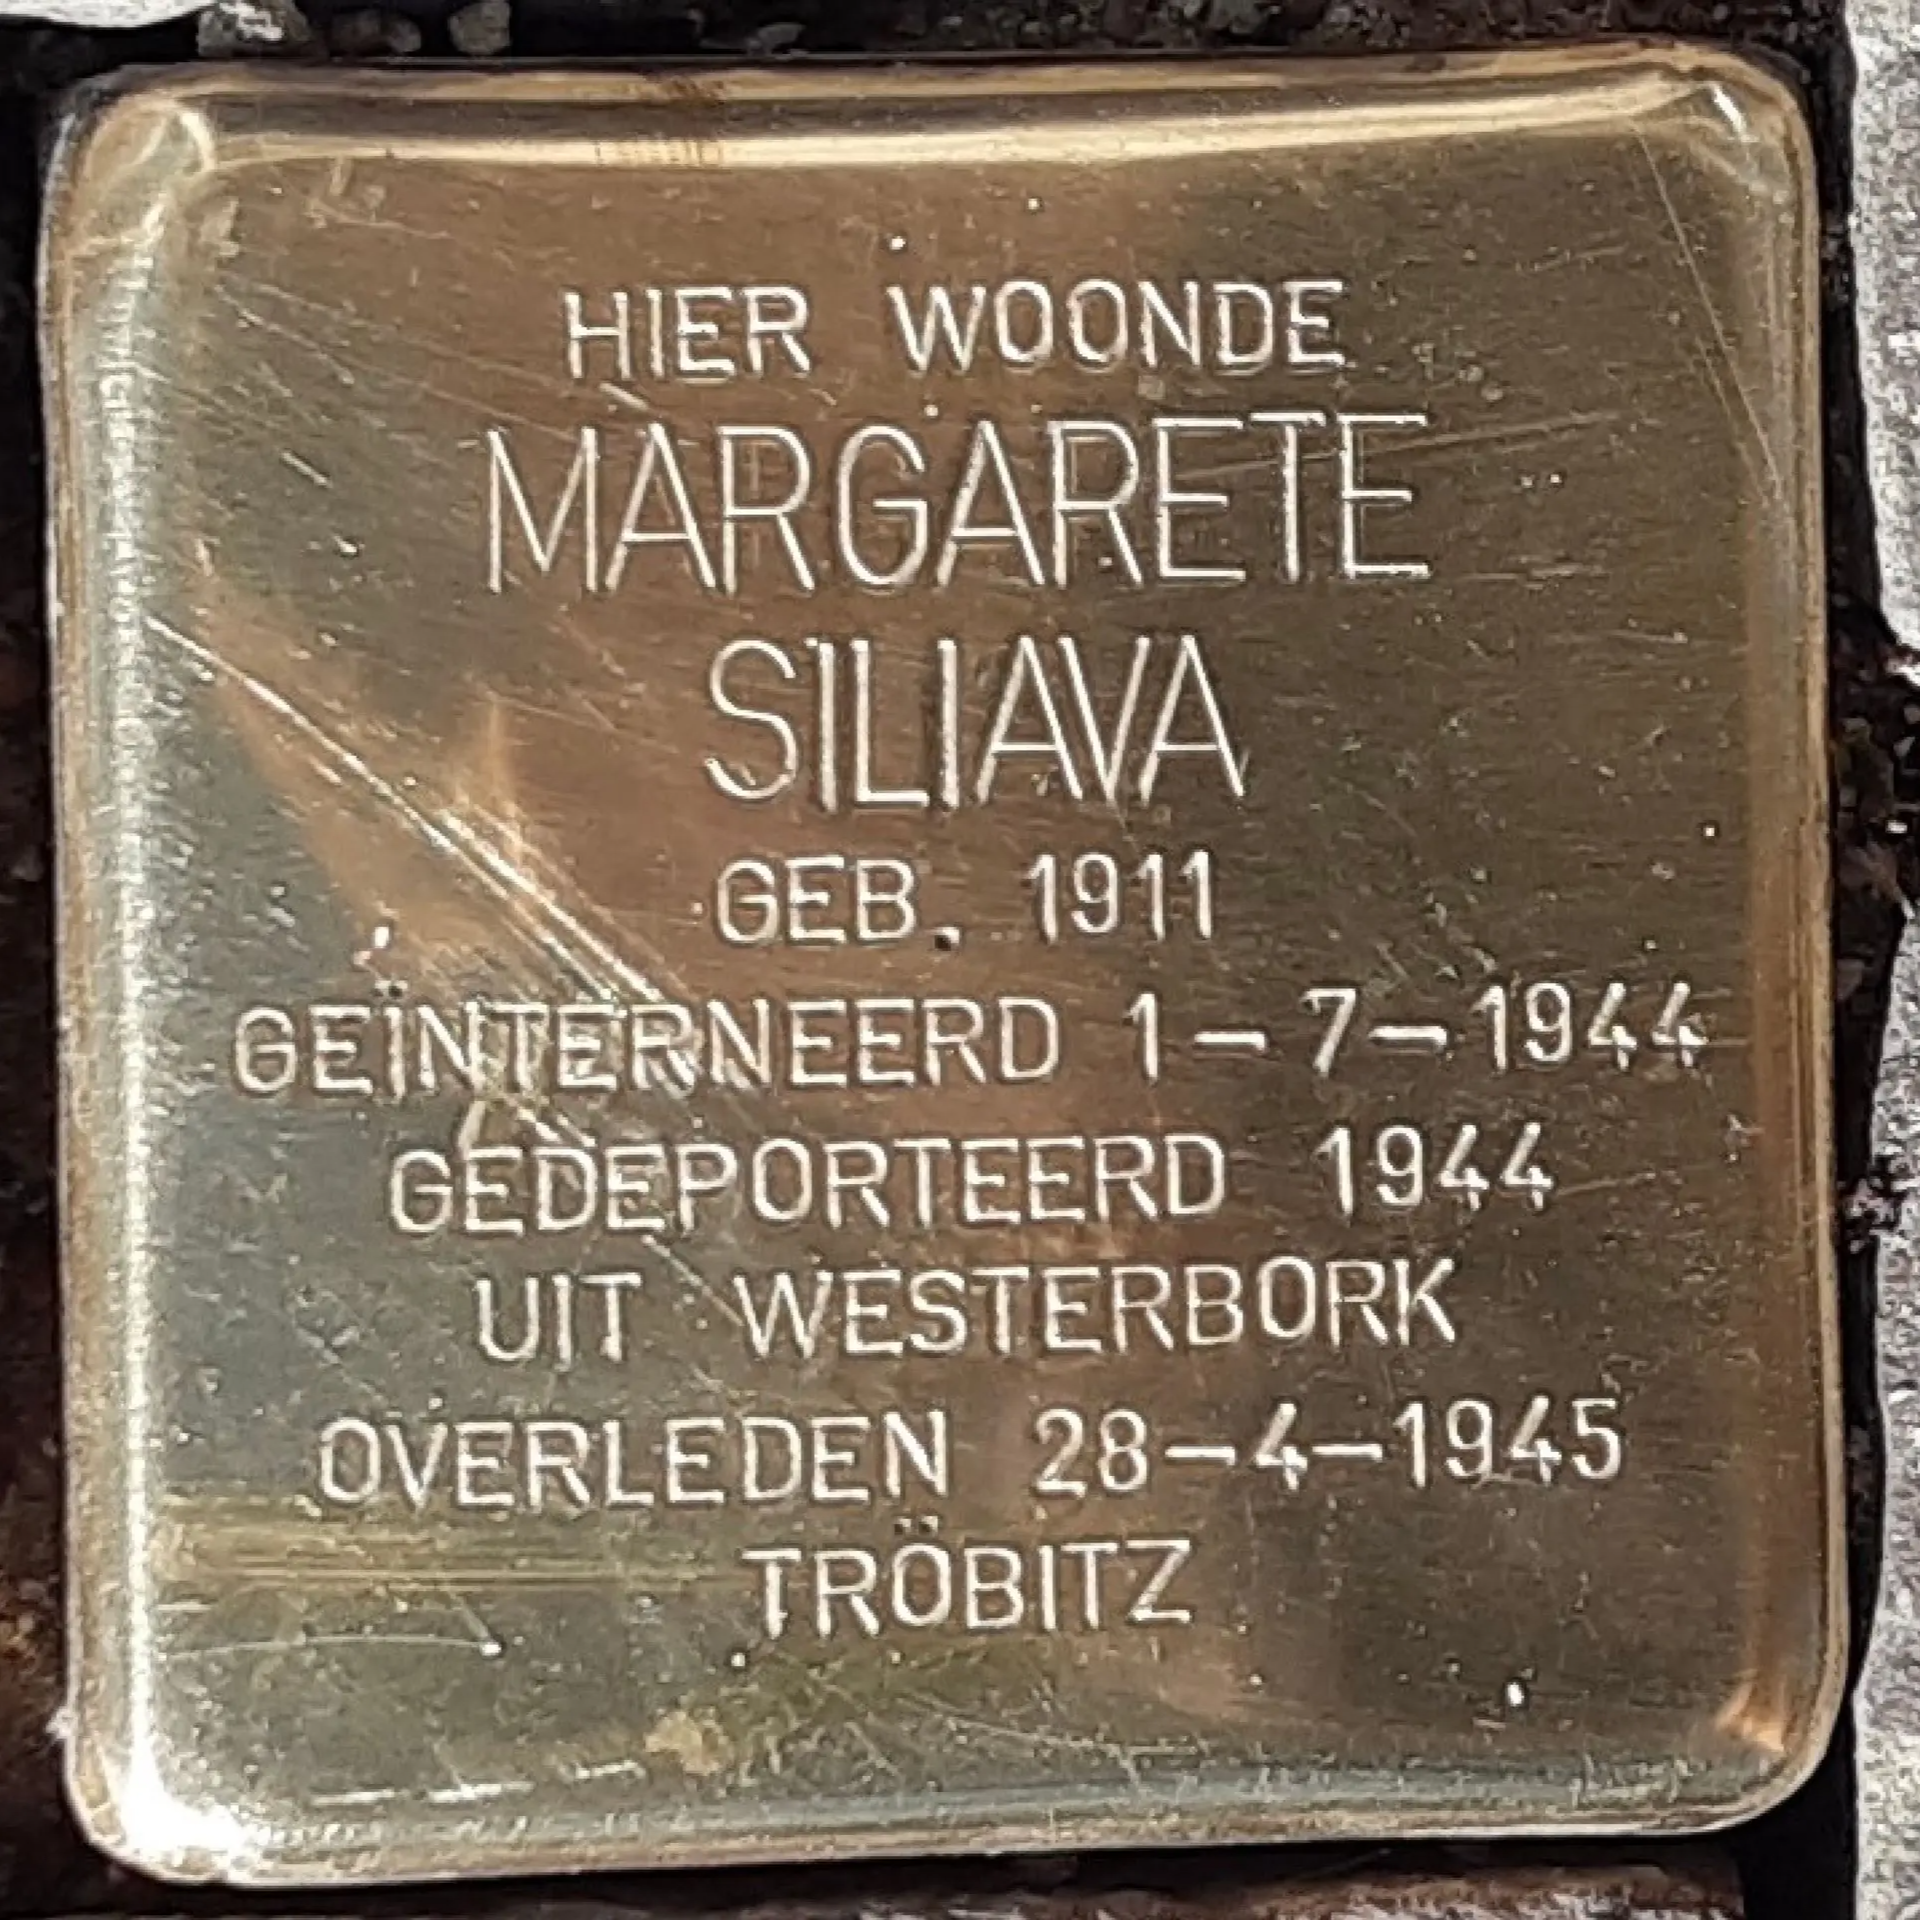 HIER WOONDE
MARGARETE
SILIAVA
GEB. 1911
GEÏNTERNEERD 1-7-1944
GEDEPORTEERD 1944
UIT WESTERBORK
OVERLEDEN 28-4-1945
TRÖBITZ